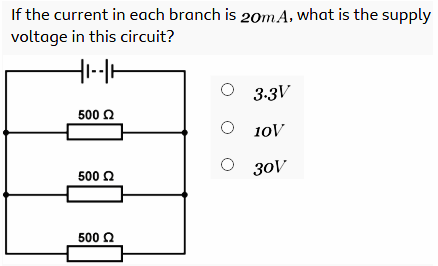 If the current in each branch is 20mA, what is the supply
voltage in this circuit?
500 Ω
500 Ω
500 Ω
3.3V
10V
30V